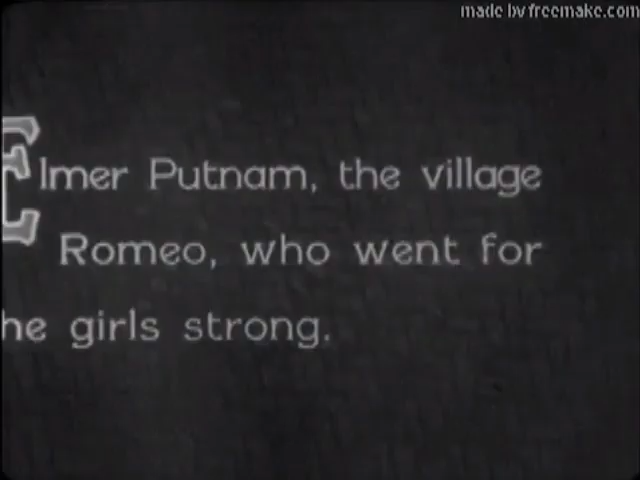 made by freemake.com
Elmer Putnam, the village
Romeo, who went for
he girls strong.